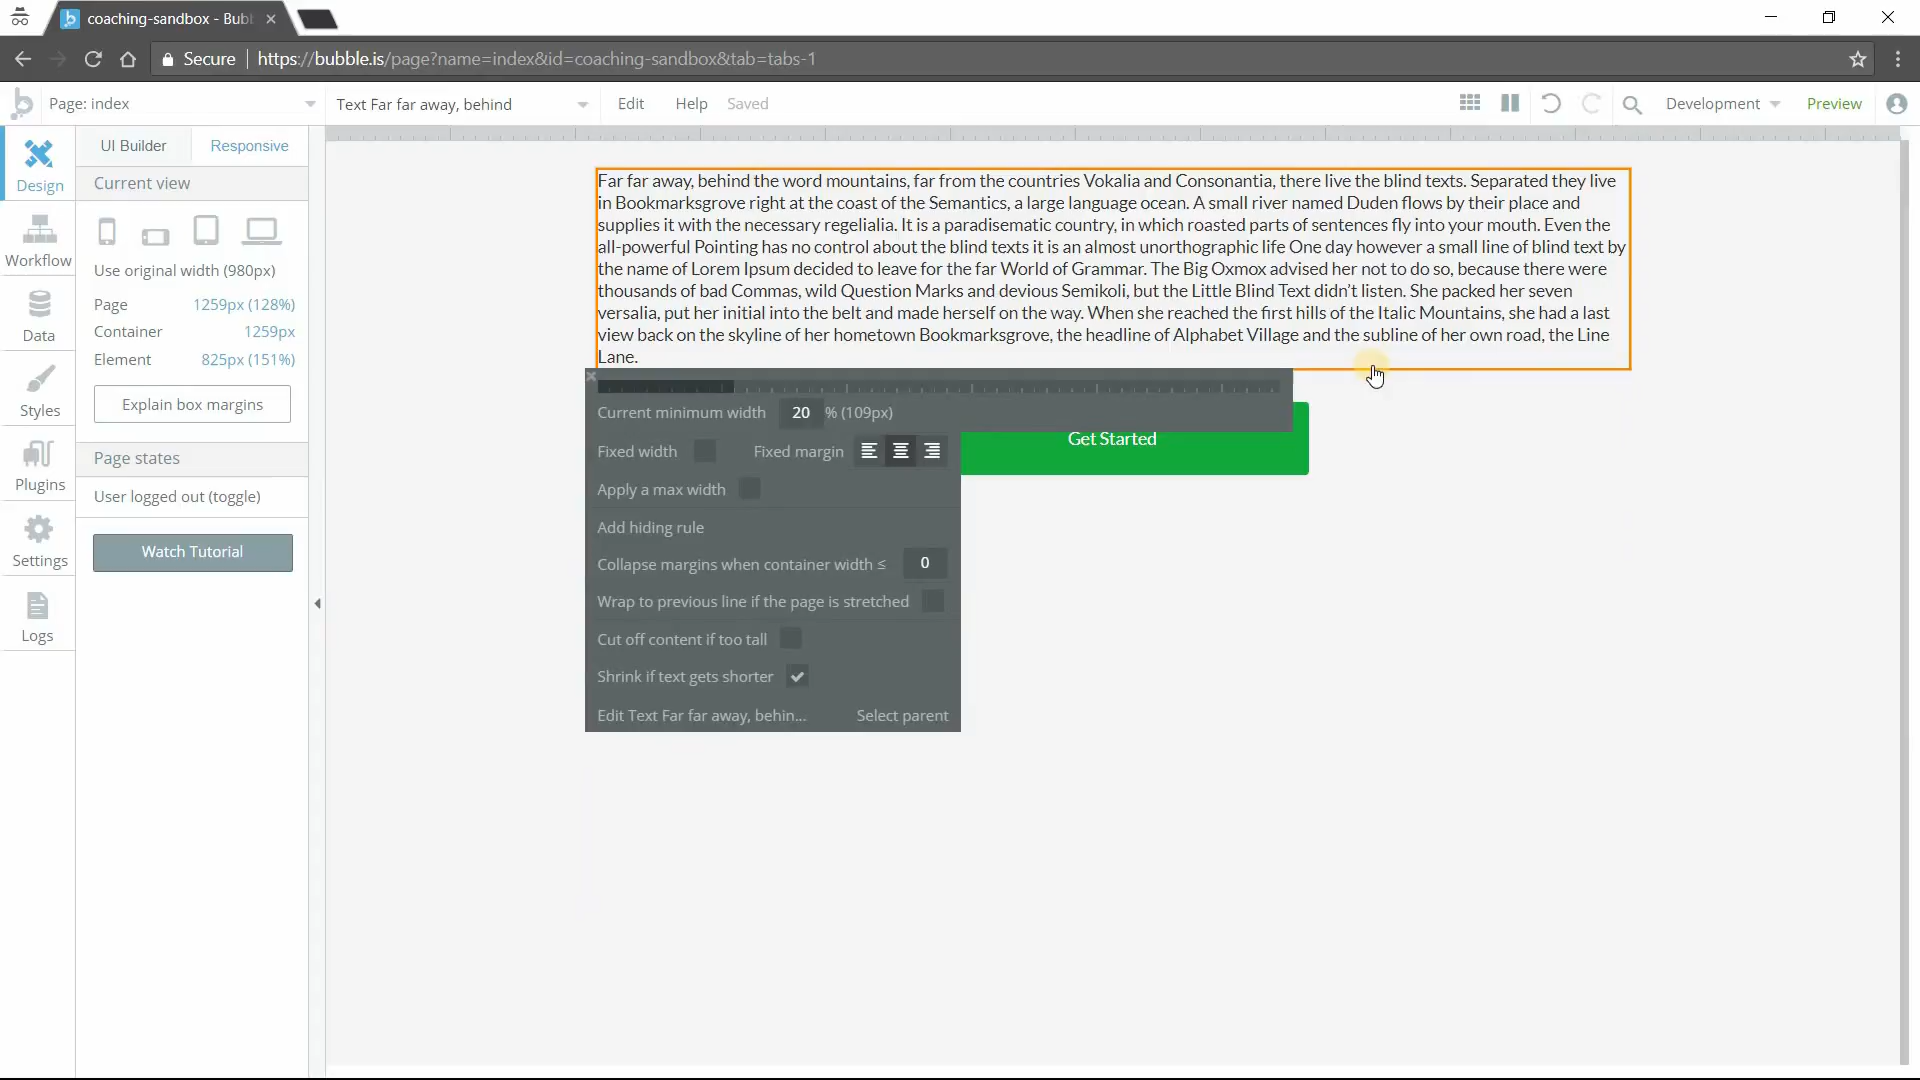 coaching-sandbox - Bubb
Secure https://bubble.is/page?name=index&id=coaching-sandbox&tab=tabs-1
Page: index
Text Far far away, behind
Edit
Help
Saved
Development
Preview
Design
Workflow
Data
Styles
Plugins
Settings
Logs
UI Builder
Responsive
Current view
Use original width (980px)
Page 1259px (128%)
Container 1259px
Element 825px (151%)
Explain box margins
Page states
User logged out (toggle)
Watch Tutorial
Far far away, behind the word mountains, far from the countries Vokalia and Consonantia, there live the blind texts. Separated they live
in Bookmarksgrove right at the coast of the Semantics, a large language ocean. A small river named Duden flows by their place and
supplies it with the necessary regelialia. It is a paradisematic country, in which roasted parts of sentences fly into your mouth. Even the
all-powerful Pointing has no control about the blind texts it is an almost unorthographic life One day however a small line of blind text by
the name of Lorem Ipsum decided to leave for the far World of Grammar. The Big Oxmox advised her not to do so, because there were
thousands of bad Commas, wild Question Marks and devious Semikoli, but the Little Blind Text didn't listen. She packed her seven
versalia, put her initial into the belt and made herself on the way. When she reached the first hills of the Italic Mountains, she had a last
view back on the skyline of her hometown Bookmarksgrove, the headline of Alphabet Village and the subline of her own road, the Line
Lane.
Current minimum width 20 % (109px)
Get Started
Fixed width
Fixed margin
Apply a max width
Add hiding rule
Collapse margins when container width ≤ 0
Wrap to previous line if the page is stretched
Cut off content if too tall
Shrink if text gets shorter
Edit Text Far far away, behin...
Select parent